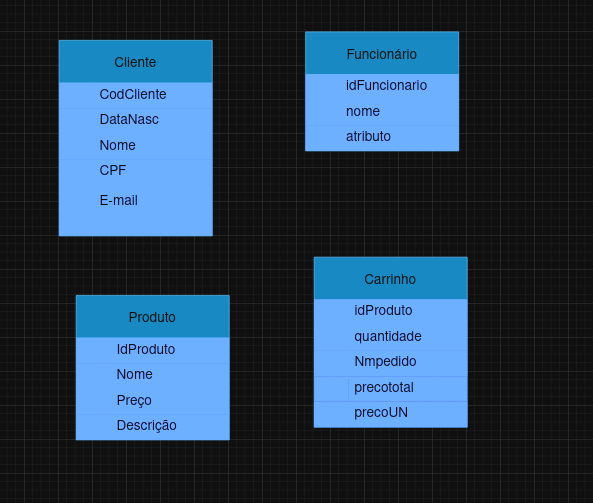 Cliente
CodCliente
DataNasc
Nome
CPF
E-mail
Funcionário
idFuncionario
nome
atributo
Produto
IdProduto
Nome
Preço
Descrição
Carrinho
idProduto
quantidade
Nmpedido
precototal
precoUN